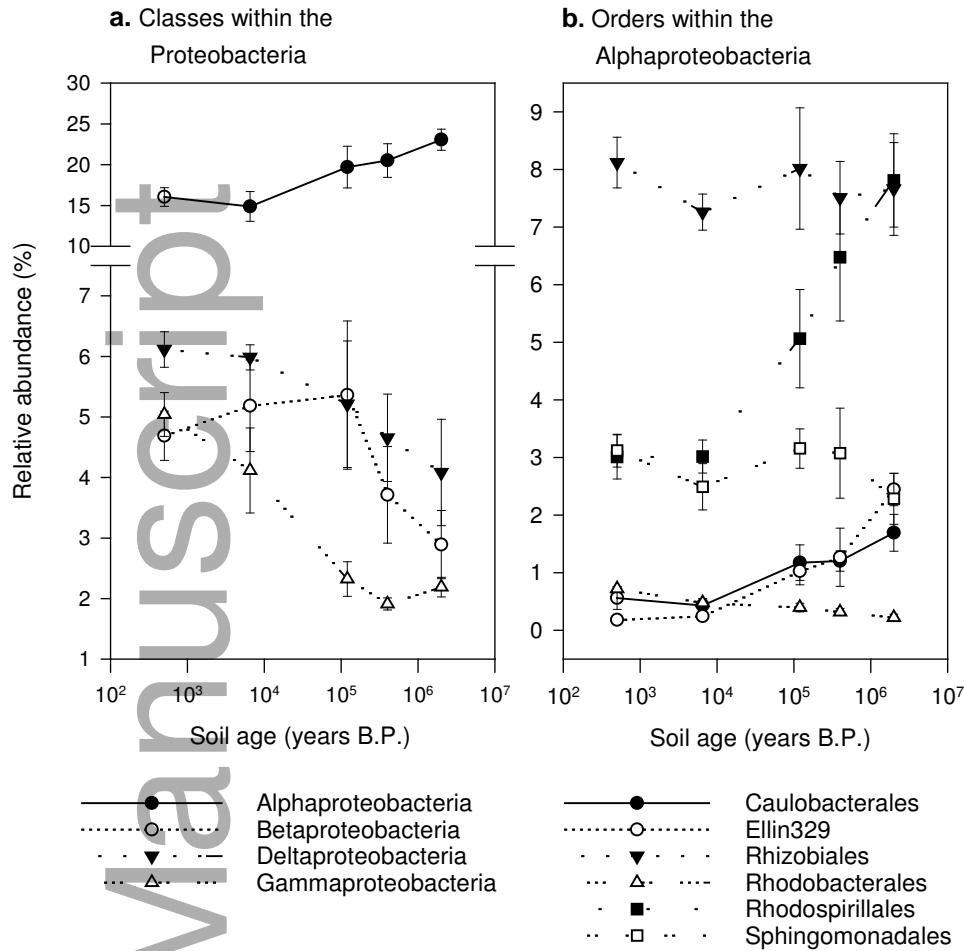 a. Classes within the
Proteobacteria
b. Orders within the
Alphaproteobacteria
Relative abundance (%)
30
25
20
15
10
7
6
5
4
3
2
1
9
8
7
6
5
4
3
2
1
0
10² 10³ 10⁴ 10⁵ 10⁶ 10⁷
10² 10³ 10⁴ 10⁵ 10⁶ 10⁷
Soil age (years B.P.)
Soil age (years B.P.)
Alphaproteobacteria
Betaproteobacteria
Deltaproteobacteria
Gammaproteobacteria
Caulobacterales
Ellin329
Rhizobiales
Rhodobacterales
Rhodospirillales
Sphingomonadales
Manuscript